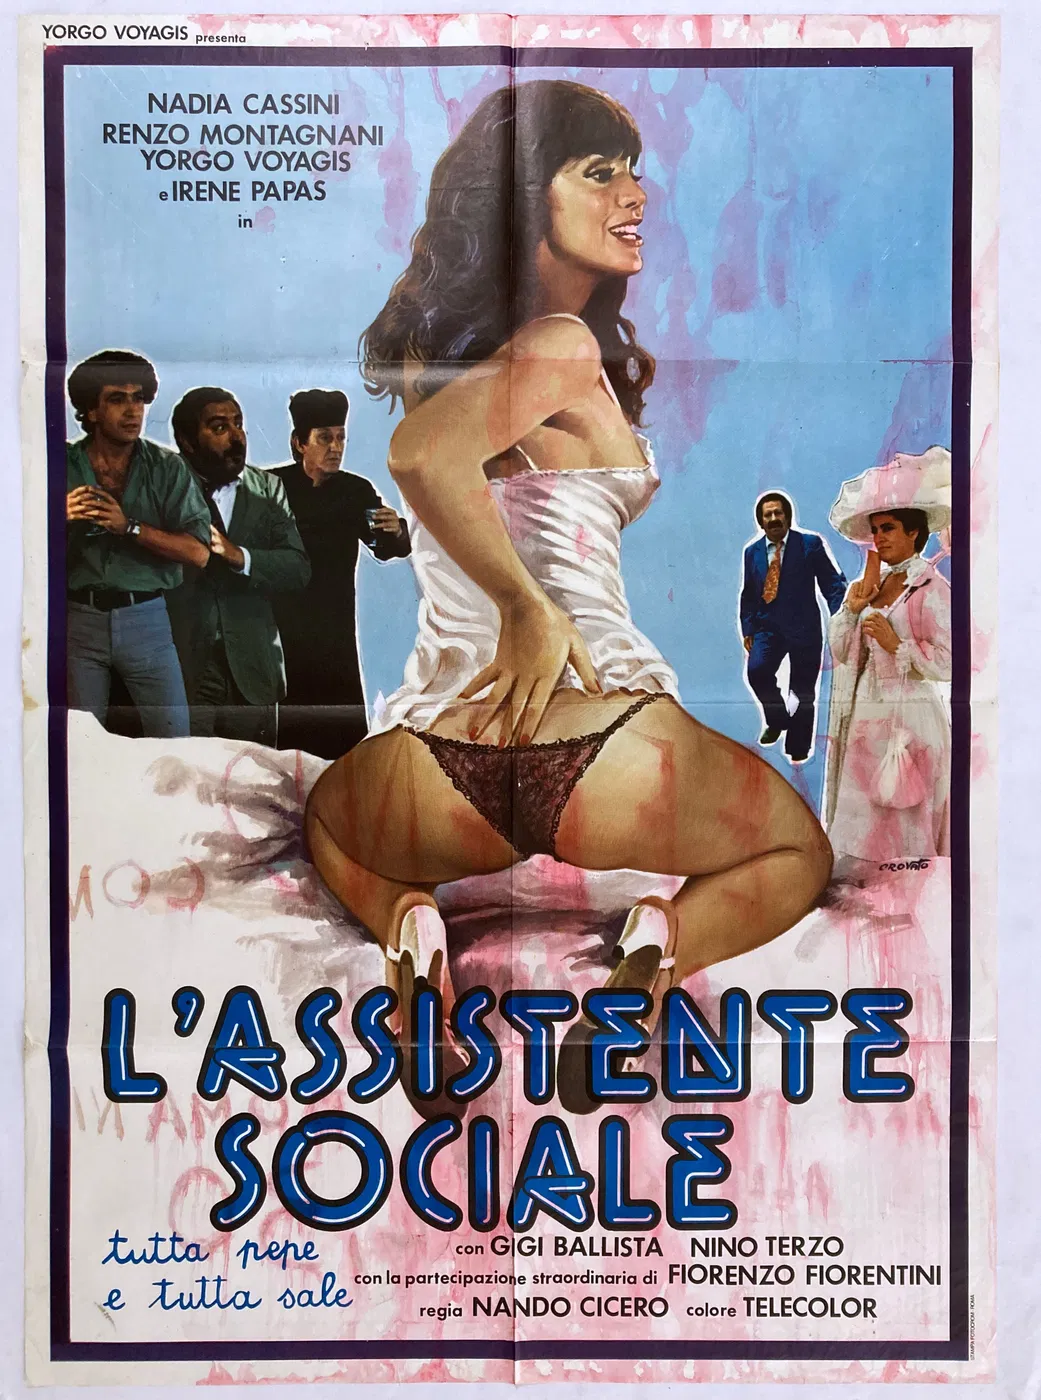 YORGO VOYAGIS presenta
NADIA CASSINI
RENZO MONTAGNANI
YORGO VOYAGIS
e IRENE PAPAS
in
CROVATO
L'ASSISTENTE
SOCIALE
tutta pepe
e tutta sale
con GIGI BALLISTA NINO TERZO
con la partecipazione straordinaria di FIORENZO FIORENTINI
regia NANDO CICERO colore TELECOLOR